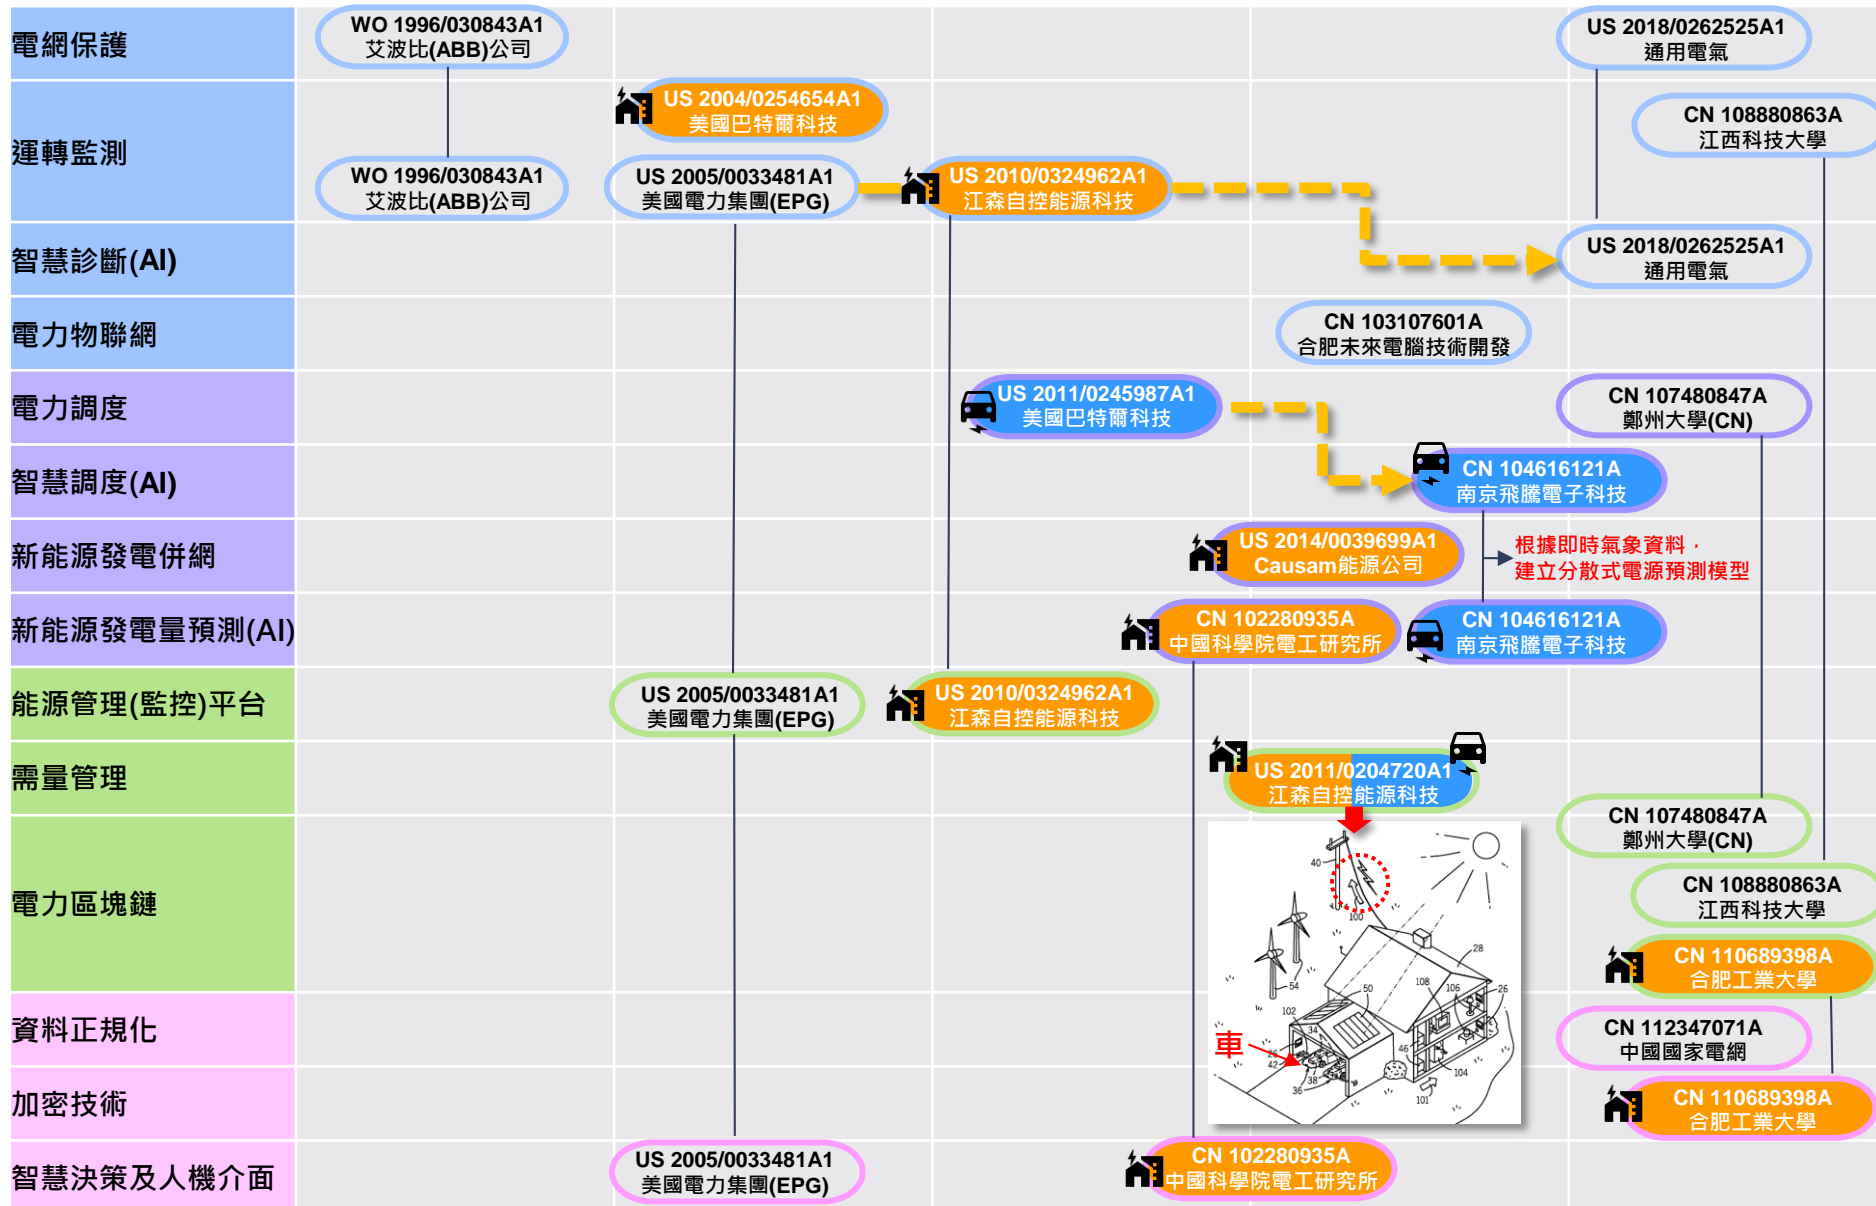 電網保護
WO 1996/030843A1
艾波比(ABB)公司
US 2018/0262525A1
通用電氣
運轉監測
US 2004/0254654A1
美國巴特爾科技
CN 108880863A
江西科技大學
WO 1996/030843A1
艾波比(ABB)公司
US 2005/0033481A1
美國電力集團(EPG)
US 2010/0324962A1
江森自控能源科技
智慧診斷(AI)
US 2018/0262525A1
通用電氣
電力物聯網
CN 103107601A
合肥未來電腦技術開發
電力調度
US 2011/0245987A1
美國巴特爾科技
CN 107480847A
鄭州大學(CN)
智慧調度(AI)
CN 104616121A
南京飛騰電子科技
新能源發電併網
US 2014/0039699A1
Causam能源公司
根據即時氣象資料，
建立分散式電源預測模型
新能源發電量預測(AI)
CN 102280935A
中國科學院電工研究所
CN 104616121A
南京飛騰電子科技
能源管理(監控)平台
US 2005/0033481A1
美國電力集團(EPG)
US 2010/0324962A1
江森自控能源科技
需量管理
US 2011/0204720A1
江森自控能源科技
CN 107480847A
鄭州大學(CN)
電力區塊鏈
CN 108880863A
江西科技大學
CN 110689398A
合肥工業大學
40
100
28
54
50
108
106
26
102
34
46
車
26
42
38
36
104
101
資料正規化
CN 112347071A
中國國家電網
加密技術
CN 110689398A
合肥工業大學
智慧決策及人機介面
US 2005/0033481A1
美國電力集團(EPG)
CN 102280935A
中國科學院電工研究所